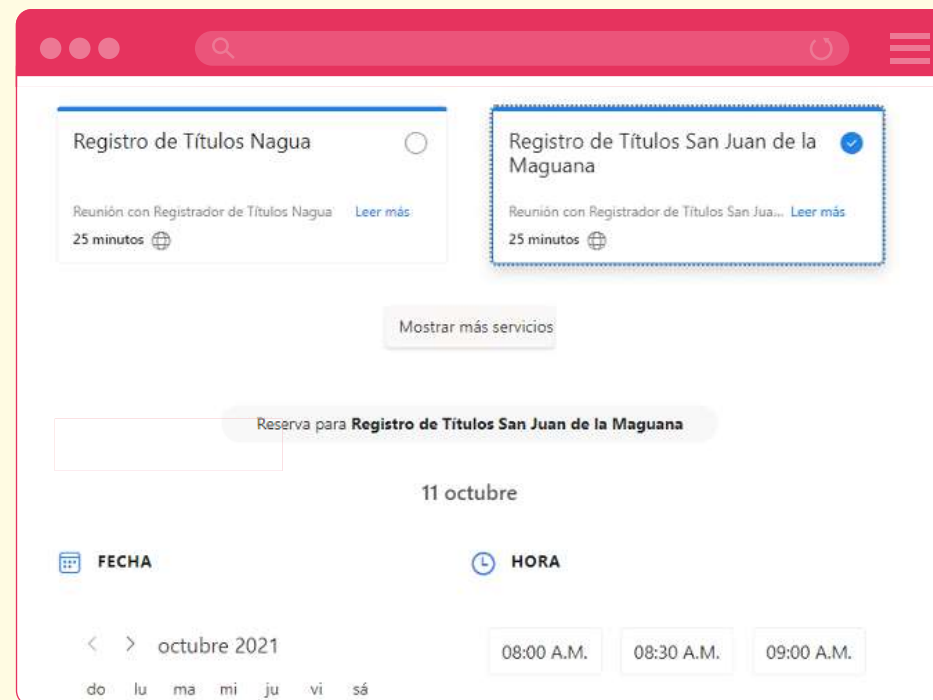 Registro de Títulos Nagua
Reunión con Registrador de Títulos Nagua Leer más
25 minutos
Registro de Títulos San Juan de la
Maguana
Reunión con Registrador de Títulos San Jua... Leer más
25 minutos
Mostrar más servicios
Reserva para Registro de Títulos San Juan de la Maguana
11 octubre
FECHA
HORA
octubre 2021
do lu ma mi ju vi sá
08:00 A.M. 08:30 A.M. 09:00 A.M.